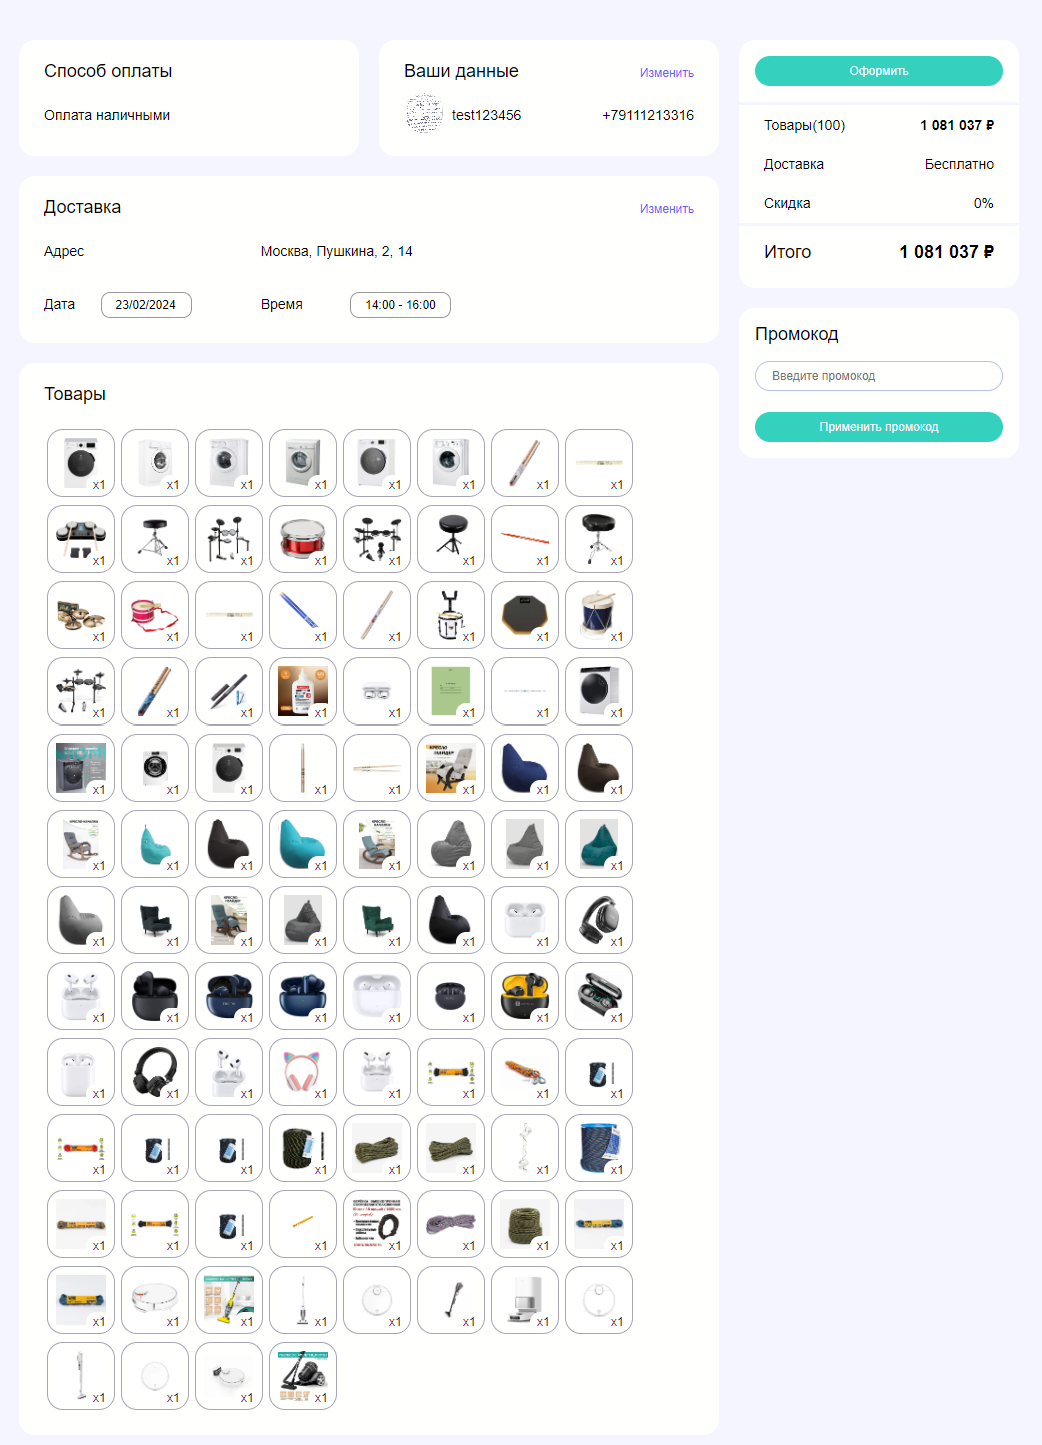 Способ оплаты
Оплата наличными
Ваши данные
Изменить
test123456
+79111213316
Доставка
Изменить
Адрес
Москва, Пушкина, 2, 14
Дата
23/02/2024
Время
14:00 - 16:00
Товары
x1 x1 x1 x1 x1 x1 x1 x1
x1 x1 x1 x1 x1 x1 x1 x1
x1 x1 x1 x1 x1 x1 x1 x1
x1 x1 x1 x1 x1 x1 x1 x1
x1 x1 x1 x1 x1 x1 x1 x1
x1 x1 x1 x1 x1 x1 x1 x1
x1 x1 x1 x1 x1 x1 x1 x1
x1 x1 x1 x1 x1 x1 x1 x1
x1 x1 x1 x1 x1 x1 x1 x1
x1 x1 x1 x1 x1 x1 x1 x1
x1 x1 x1 x1 x1 x1 x1 x1
x1 x1 x1 x1 x1 x1 x1 x1
x1 x1 x1 x1
Оформить
Товары(100)
1 081 037 ₽
Доставка
Бесплатно
Скидка
0%
Итого
1 081 037 ₽
Промокод
Введите промокод
Применить промокод